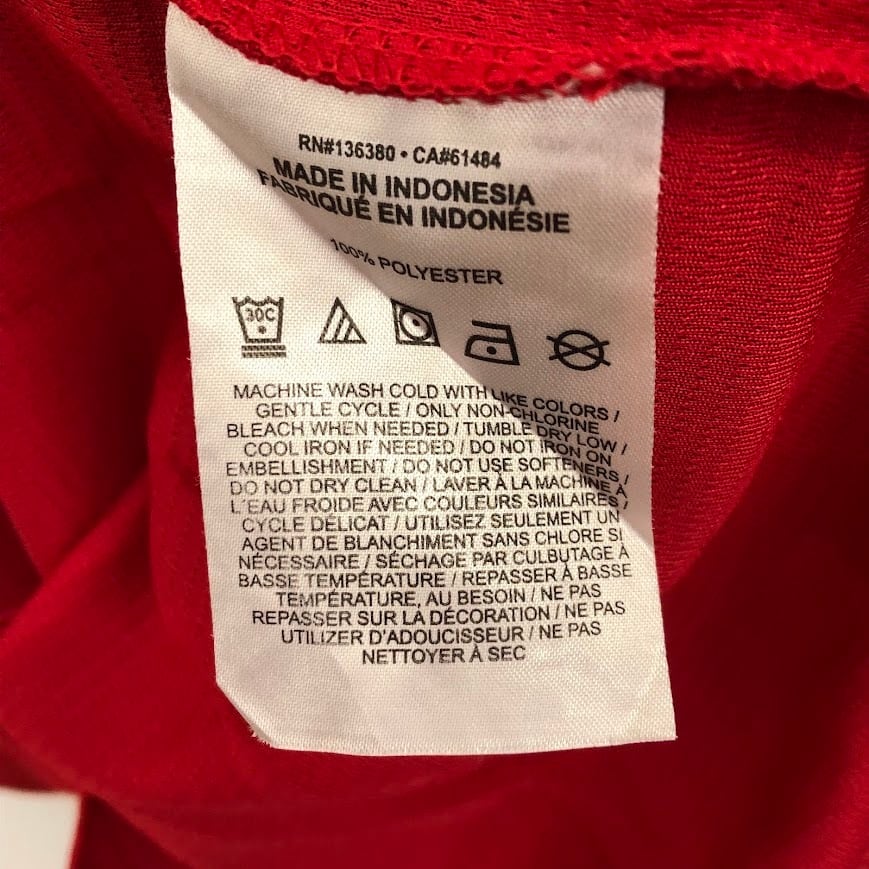 RN#136380 • CA#61484
MADE IN INDONESIA
FABRIQUÉ EN INDONÉSIE
100% POLYESTER
30C
MACHINE WASH COLD WITH LIKE COLORS /
GENTLE CYCLE / ONLY NON-CHLORINE
BLEACH WHEN NEEDED / TUMBLE DRY LOW /
COOL IRON IF NEEDED / DO NOT IRON ON
EMBELLISHMENT / DO NOT USE SOFTENERS /
DO NOT DRY CLEAN / LAVER À LA MACHINE À
L'EAU FROIDE AVEC COULEURS SIMILAIRES /
CYCLE DÉLICAT / UTILISEZ SEULEMENT UN
AGENT DE BLANCHIMENT SANS CHLORE SI
NÉCESSAIRE / SÉCHAGE PAR CULBUTAGE À
BASSE TEMPÉRATURE / REPASSER À BASSE
TEMPÉRATURE, AU BESOIN / NE PAS
REPASSER SUR LA DÉCORATION / NE PAS
UTILIZER D'ADOUCISSEUR / NE PAS
NETTOYER À SEC